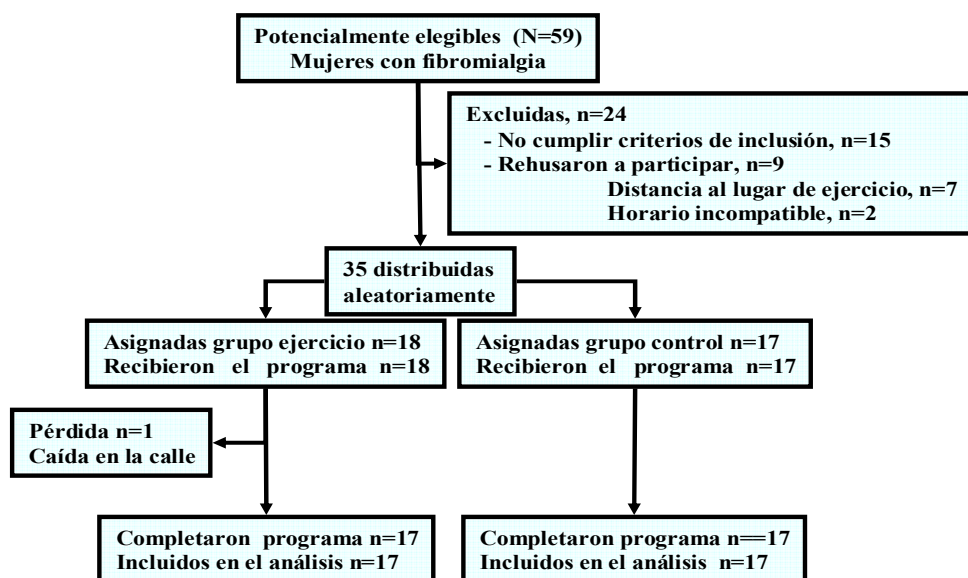 Potencialmente elegibles (N=59)
Mujeres con fibromialgia
Excluidas, n=24
- No cumplir criterios de inclusión, n=15
- Rehusaron a participar, n=9
Distancia al lugar de ejercicio, n=7
Horario incompatible, n=2
35 distribuidas
aleatoriamente
Asignadas grupo ejercicio n=18
Recibieron el programa n=18
Asignadas grupo control n=17
Recibieron el programa n=17
Pérdida n=1
Caída en la calle
Completaron programa n=17
Incluidos en el análisis n=17
Completaron programa n==17
Incluidos en el análisis n=17